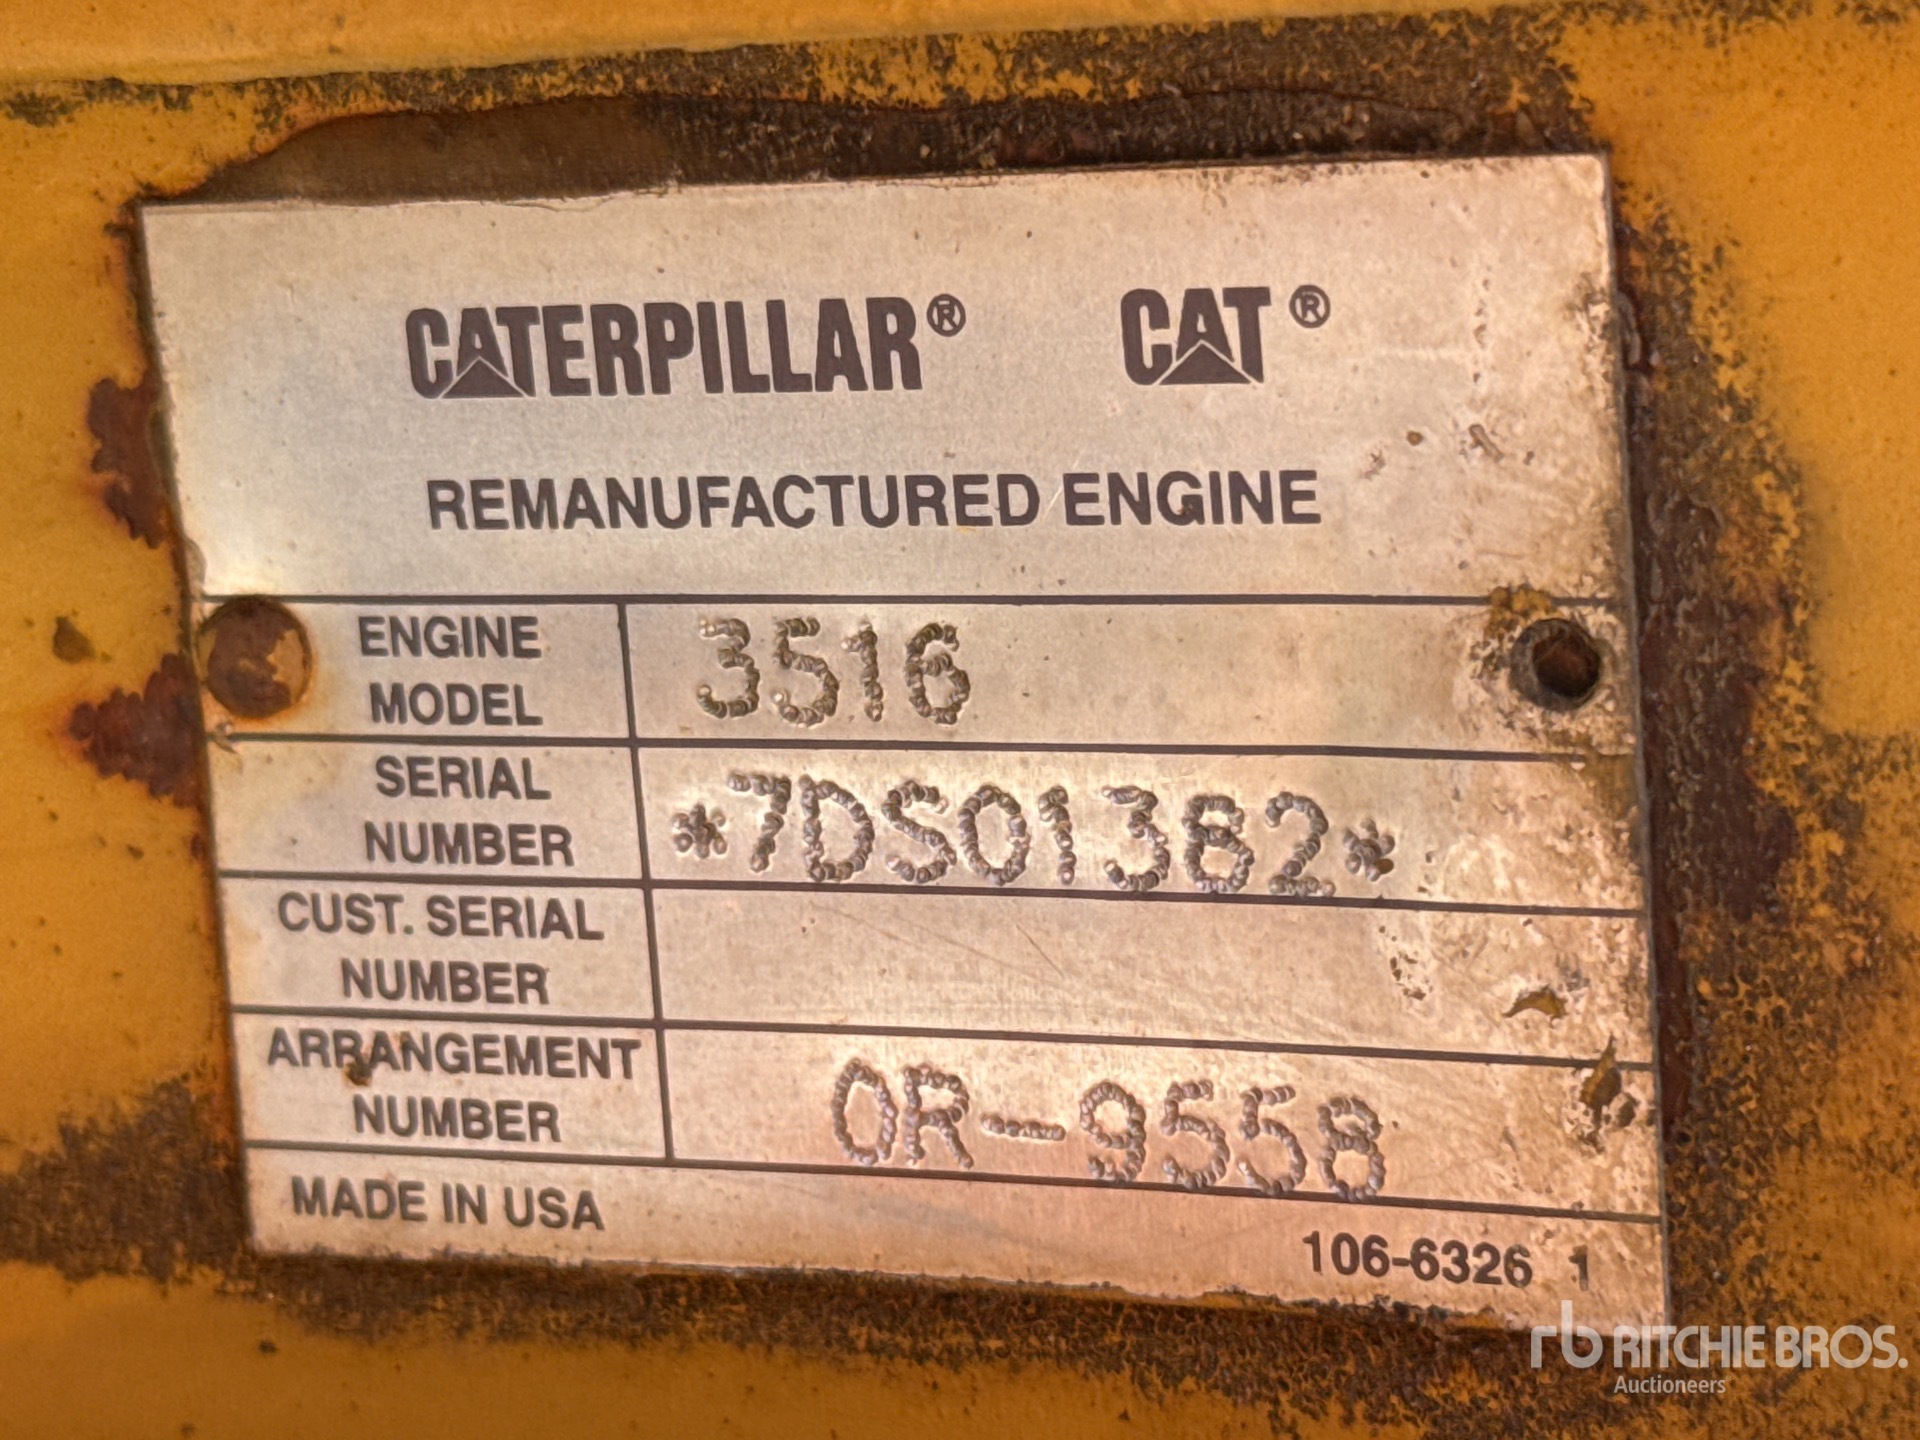 CATERPILLAR® CAT®
REMANUFACTURED ENGINE
ENGINE MODEL 3516
SERIAL NUMBER *7DS01382*
CUST. SERIAL NUMBER
ARRANGEMENT NUMBER 0R-9558
MADE IN USA
106-6326 1
rb RITCHIE BROS.
Auctioneers